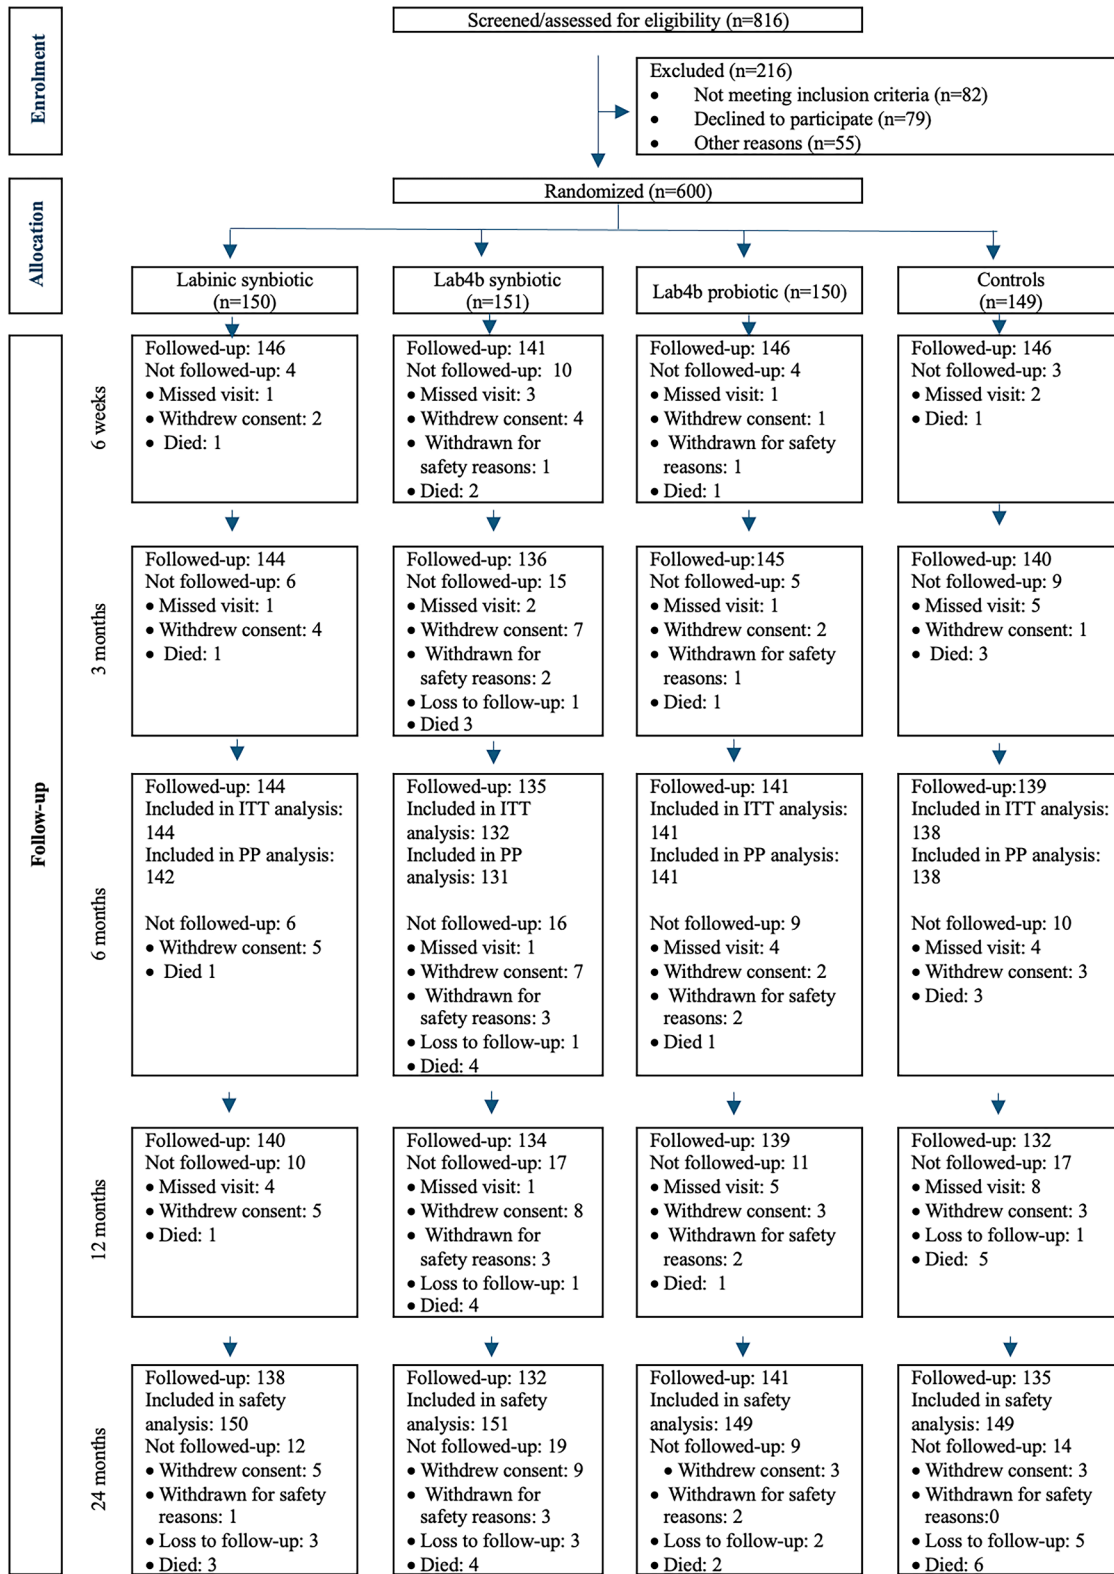 Enrolment
Screened/assessed for eligibility (n=816)
Excluded (n=216)
• Not meeting inclusion criteria (n=82)
• Declined to participate (n=79)
• Other reasons (n=55)
Allocation
Randomized (n=600)
Labinic synbiotic
(n=150)
Lab4b synbiotic
(n=151)
Lab4b probiotic (n=150)
Controls
(n=149)
Follow-up
6 weeks
Followed-up: 146
Not followed-up: 4
• Missed visit: 1
• Withdrew consent: 2
• Died: 1
Followed-up: 141
Not followed-up: 10
• Missed visit: 3
• Withdrew consent: 4
• Withdrawn for
safety reasons: 1
• Died: 2
Followed-up: 146
Not followed-up: 4
• Missed visit: 1
• Withdrew consent: 1
• Withdrawn for safety
reasons: 1
• Died: 1
Followed-up: 146
Not followed-up: 3
• Missed visit: 2
• Died: 1
3 months
Followed-up: 144
Not followed-up: 6
• Missed visit: 1
• Withdrew consent: 4
• Died: 1
Followed-up: 136
Not followed-up: 15
• Missed visit: 2
• Withdrew consent: 7
• Withdrawn for
safety reasons: 2
• Loss to follow-up: 1
• Died 3
Followed-up:145
Not followed-up: 5
• Missed visit: 1
• Withdrew consent: 2
• Withdrawn for safety
reasons: 1
• Died: 1
Followed-up: 140
Not followed-up: 9
• Missed visit: 5
• Withdrew consent: 1
• Died: 3
6 months
Followed-up: 144
Included in ITT analysis:
144
Included in PP analysis:
142
Not followed-up: 6
• Withdrew consent: 5
• Died 1
Followed-up: 135
Included in ITT
analysis: 132
Included in PP
analysis: 131
Not followed-up: 16
• Missed visit: 1
• Withdrew consent: 7
• Withdrawn for
safety reasons: 3
• Loss to follow-up: 1
• Died: 4
Followed-up: 141
Included in ITT analysis:
141
Included in PP analysis:
141
Not followed-up: 9
• Missed visit: 4
• Withdrew consent: 2
• Withdrawn for safety
reasons: 2
• Died 1
Followed-up:139
Included in ITT analysis:
138
Included in PP analysis:
138
Not followed-up: 10
• Missed visit: 4
• Withdrew consent: 3
• Died: 3
12 months
Followed-up: 140
Not followed-up: 10
• Missed visit: 4
• Withdrew consent: 5
• Died: 1
Followed-up: 134
Not followed-up: 17
• Missed visit: 1
• Withdrew consent: 8
• Withdrawn for
safety reasons: 3
• Loss to follow-up: 1
• Died: 4
Followed-up: 139
Not followed-up: 11
• Missed visit: 5
• Withdrew consent: 3
• Withdrawn for safety
reasons: 2
• Died: 1
Followed-up: 132
Not followed-up: 17
• Missed visit: 8
• Withdrew consent: 3
• Loss to follow-up: 1
• Died: 5
24 months
Followed-up: 138
Included in safety
analysis: 150
Not followed-up: 12
• Withdrew consent: 5
• Withdrawn for safety
reasons: 1
• Loss to follow-up: 3
• Died: 3
Followed-up: 132
Included in safety
analysis: 151
Not followed-up: 19
• Withdrew consent: 9
• Withdrawn for
safety reasons: 3
• Loss to follow-up: 3
• Died: 4
Followed-up: 141
Included in safety
analysis: 149
Not followed-up: 9
• Withdrew consent: 3
• Withdrawn for safety
reasons: 2
• Loss to follow-up: 2
• Died: 2
Followed-up: 135
Included in safety
analysis: 149
Not followed-up: 14
• Withdrew consent: 3
• Withdrawn for safety
reasons:0
• Loss to follow-up: 5
• Died: 6